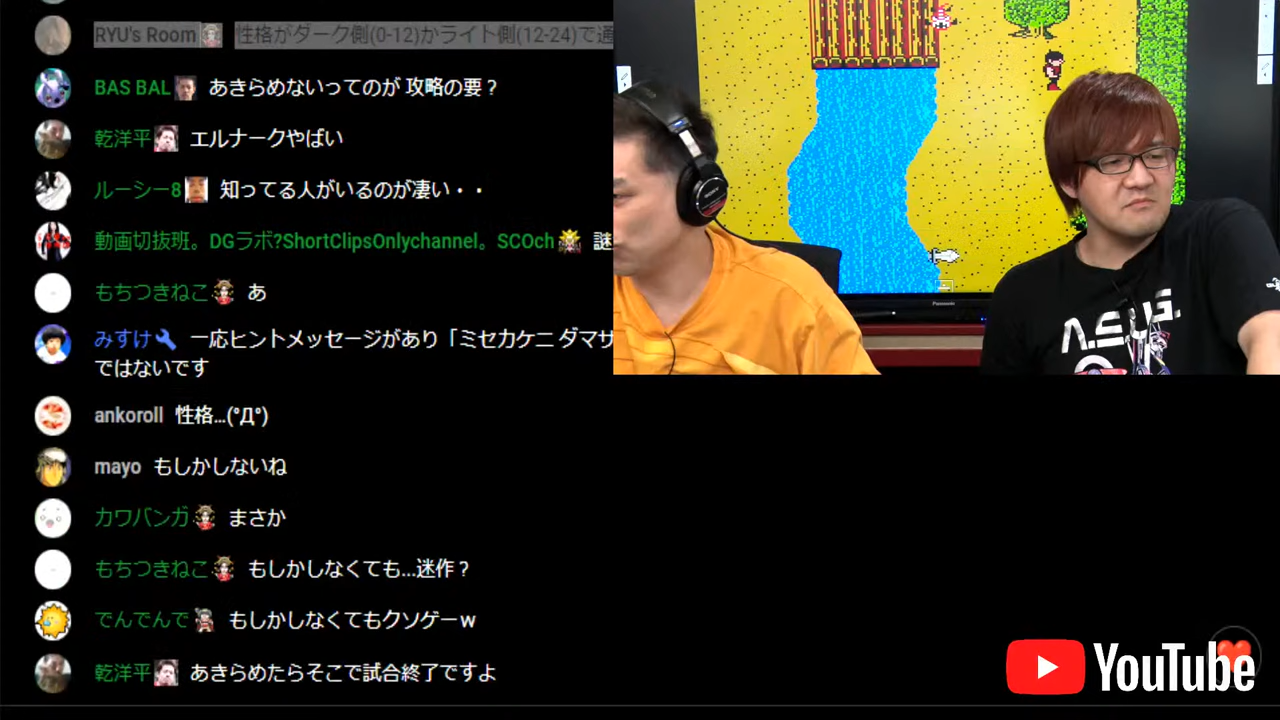 RYU's Room 性格がダーク側(0-12)かライト側(12-24)で通
BAS BAL あきらめないってのが 攻略の要？
乾洋平 エルナークやばい
ルーシー8 知ってる人がいるのが凄い・・
動画切抜班。DGラボ?ShortClipsOnlychannel。SCOch 謎
もちつきねこ あ
みすけ 一応ヒントメッセージがあり「ミセカケニ ダマサ
ではないです
ankoroll 性格...(°Д°)
mayo もしかしないね
カワバンガ まさか
もちつきねこ もしかしなくても...迷作？
でんでんで もしかしなくてもクソゲーw
乾洋平 あきらめたらそこで試合終了ですよ
SONY
Panasonic
A.S.U.G.
YouTube